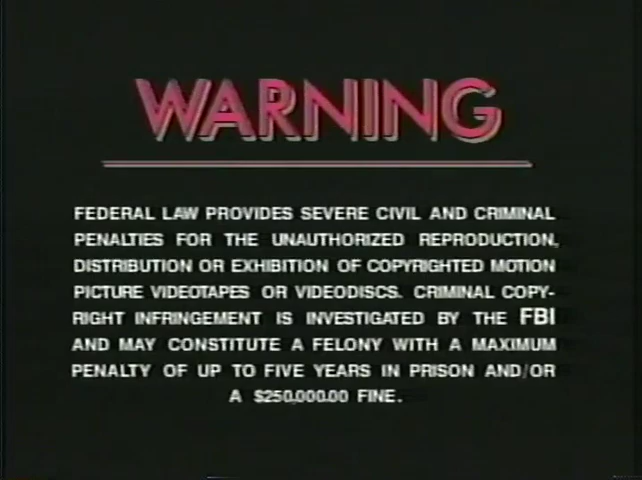 WARNING
FEDERAL LAW PROVIDES SEVERE CIVIL AND CRIMINAL
PENALTIES FOR THE UNAUTHORIZED REPRODUCTION,
DISTRIBUTION OR EXHIBITION OF COPYRIGHTED MOTION
PICTURE VIDEOTAPES OR VIDEODISCS. CRIMINAL COPY-
RIGHT INFRINGEMENT IS INVESTIGATED BY THE FBI
AND MAY CONSTITUTE A FELONY WITH A MAXIMUM
PENALTY OF UP TO FIVE YEARS IN PRISON AND/OR
A $250,000.00 FINE.